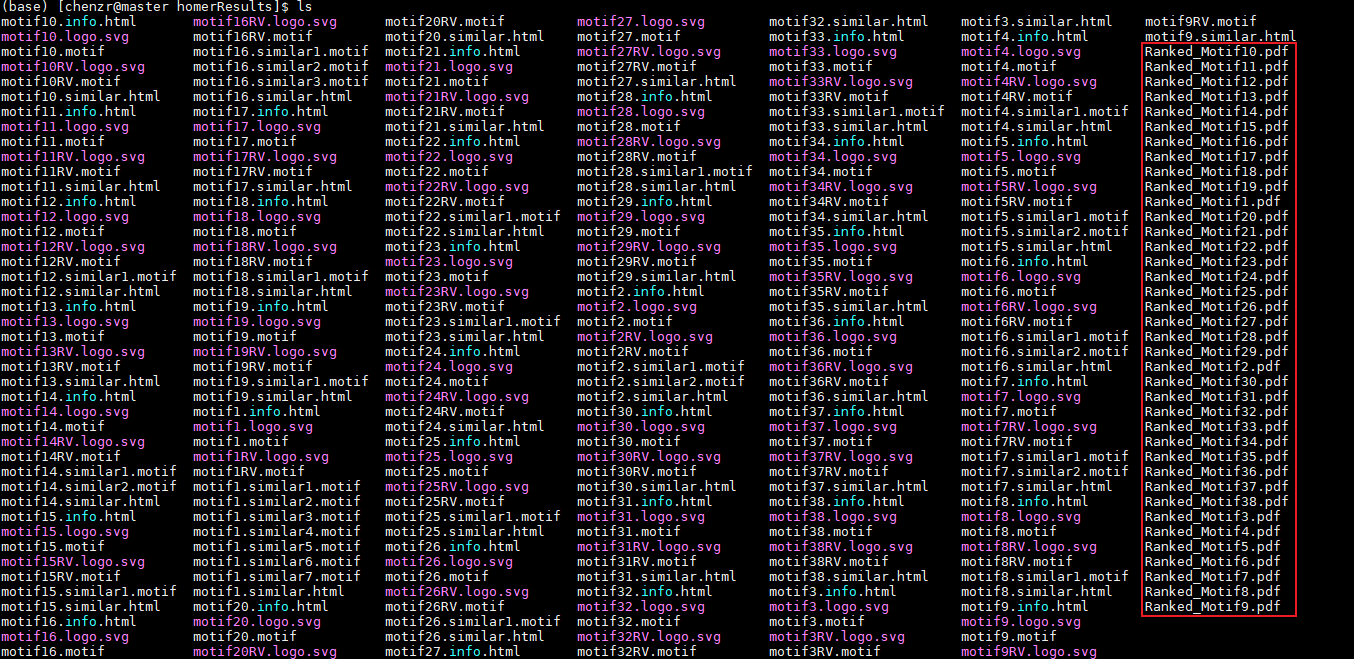 (base) [chenzr@master homerResults]$ ls
motif10.info.html motif16RV.logo.svg motif20RV.motif motif27.logo.svg motif32.similar.html motif3.similar.html motif9RV.motif
motif10.logo.svg motif16RV.motif motif20.similar.html motif27.motif motif33.info.html motif4.info.html motif9.similar.html
motif10.motif motif16.similar1.motif motif21.info.html motif27RV.logo.svg motif33.logo.svg motif4.logo.svg Ranked_Motif10.pdf
motif10RV.logo.svg motif16.similar2.motif motif21.logo.svg motif27RV.motif motif33.motif motif4.motif Ranked_Motif11.pdf
motif10RV.motif motif16.similar3.motif motif21.motif motif27.similar.html motif33RV.logo.svg motif4RV.logo.svg Ranked_Motif12.pdf
motif10.similar.html motif16.similar.html motif21RV.logo.svg motif28.info.html motif33RV.motif motif4RV.motif Ranked_Motif13.pdf
motif11.info.html motif17.info.html motif21RV.motif motif28.logo.svg motif33.similar1.motif motif4.similar1.motif Ranked_Motif14.pdf
motif11.logo.svg motif17.logo.svg motif21.similar.html motif28.motif motif33.similar.html motif4.similar.html Ranked_Motif15.pdf
motif11.motif motif17.motif motif22.info.html motif28RV.logo.svg motif34.info.html motif5.info.html Ranked_Motif16.pdf
motif11RV.logo.svg motif17RV.logo.svg motif22.logo.svg motif28RV.motif motif34.logo.svg motif5.logo.svg Ranked_Motif17.pdf
motif11RV.motif motif17RV.motif motif22.motif motif28.similar1.motif motif34.motif motif5.motif Ranked_Motif18.pdf
motif11.similar.html motif17.similar.html motif22RV.logo.svg motif28.similar.html motif34RV.logo.svg motif5RV.logo.svg Ranked_Motif19.pdf
motif12.info.html motif18.info.html motif22RV.motif motif29.info.html motif34RV.motif motif5RV.motif Ranked_Motif1.pdf
motif12.logo.svg motif18.logo.svg motif22.similar1.motif motif29.logo.svg motif34.similar.html motif5.similar1.motif Ranked_Motif20.pdf
motif12.motif motif18.motif motif22.similar.html motif29.motif motif35.info.html motif5.similar2.motif Ranked_Motif21.pdf
motif12RV.logo.svg motif18RV.logo.svg motif23.info.html motif29RV.logo.svg motif35.logo.svg motif5.similar.html Ranked_Motif22.pdf
motif12RV.motif motif18RV.motif motif23.logo.svg motif29RV.motif motif35.motif motif6.info.html Ranked_Motif23.pdf
motif12.similar1.motif motif18.similar1.motif motif23.motif motif29.similar.html motif35RV.logo.svg motif6.logo.svg Ranked_Motif24.pdf
motif12.similar.html motif18.similar.html motif23RV.logo.svg motif2.info.html motif35RV.motif motif6.motif Ranked_Motif25.pdf
motif13.info.html motif19.info.html motif23RV.motif motif2.logo.svg motif35.similar.html motif6RV.logo.svg Ranked_Motif26.pdf
motif13.logo.svg motif19.logo.svg motif23.similar1.motif motif2.motif motif36.info.html motif6RV.motif Ranked_Motif27.pdf
motif13.motif motif19.motif motif23.similar.html motif2RV.logo.svg motif36.logo.svg motif6.similar1.motif Ranked_Motif28.pdf
motif13RV.logo.svg motif19RV.logo.svg motif24.info.html motif2RV.motif motif36.motif motif6.similar2.motif Ranked_Motif29.pdf
motif13RV.motif motif19RV.motif motif24.logo.svg motif2.similar1.motif motif36RV.logo.svg motif6.similar.html Ranked_Motif2.pdf
motif13.similar.html motif19.similar1.motif motif24.motif motif2.similar2.motif motif36RV.motif motif7.info.html Ranked_Motif30.pdf
motif14.info.html motif19.similar.html motif24RV.logo.svg motif2.similar.html motif36.similar.html motif7.logo.svg Ranked_Motif31.pdf
motif14.logo.svg motif1.info.html motif24RV.motif motif30.info.html motif37.info.html motif7.motif Ranked_Motif32.pdf
motif14.motif motif1.logo.svg motif24.similar.html motif30.logo.svg motif37.logo.svg motif7RV.logo.svg Ranked_Motif33.pdf
motif14RV.logo.svg motif1.motif motif25.info.html motif30.motif motif37.motif motif7RV.motif Ranked_Motif34.pdf
motif14RV.motif motif1RV.logo.svg motif25.logo.svg motif30RV.logo.svg motif37RV.logo.svg motif7.similar1.motif Ranked_Motif35.pdf
motif14.similar1.motif motif1RV.motif motif25.motif motif30RV.motif motif37RV.motif motif7.similar2.motif Ranked_Motif36.pdf
motif14.similar2.motif motif1.similar1.motif motif25RV.logo.svg motif30.similar.html motif37.similar.html motif7.similar.html Ranked_Motif37.pdf
motif14.similar.html motif1.similar2.motif motif25RV.motif motif31.info.html motif38.info.html motif8.info.html Ranked_Motif38.pdf
motif15.info.html motif1.similar3.motif motif25.similar1.motif motif31.logo.svg motif38.logo.svg motif8.logo.svg Ranked_Motif3.pdf
motif15.logo.svg motif1.similar4.motif motif25.similar.html motif31.motif motif38.motif motif8.motif Ranked_Motif4.pdf
motif15.motif motif1.similar5.motif motif26.info.html motif31RV.logo.svg motif38RV.logo.svg motif8RV.logo.svg Ranked_Motif5.pdf
motif15RV.logo.svg motif1.similar6.motif motif26.logo.svg motif31RV.motif motif38RV.motif motif8RV.motif Ranked_Motif6.pdf
motif15RV.motif motif1.similar7.motif motif26.motif motif31.similar.html motif38.similar.html motif8.similar1.motif Ranked_Motif7.pdf
motif15.similar1.motif motif1.similar.html motif26RV.logo.svg motif32.info.html motif3.info.html motif8.similar.html Ranked_Motif8.pdf
motif15.similar.html motif20.info.html motif26RV.motif motif32.logo.svg motif3.logo.svg motif9.info.html Ranked_Motif9.pdf
motif16.info.html motif20.logo.svg motif26.similar1.motif motif32.motif motif3.motif motif9.logo.svg
motif16.logo.svg motif20.motif motif26.similar.html motif32RV.logo.svg motif3RV.logo.svg motif9.motif
motif16.motif motif20RV.logo.svg motif27.info.html motif32RV.motif motif3RV.motif motif9RV.logo.svg